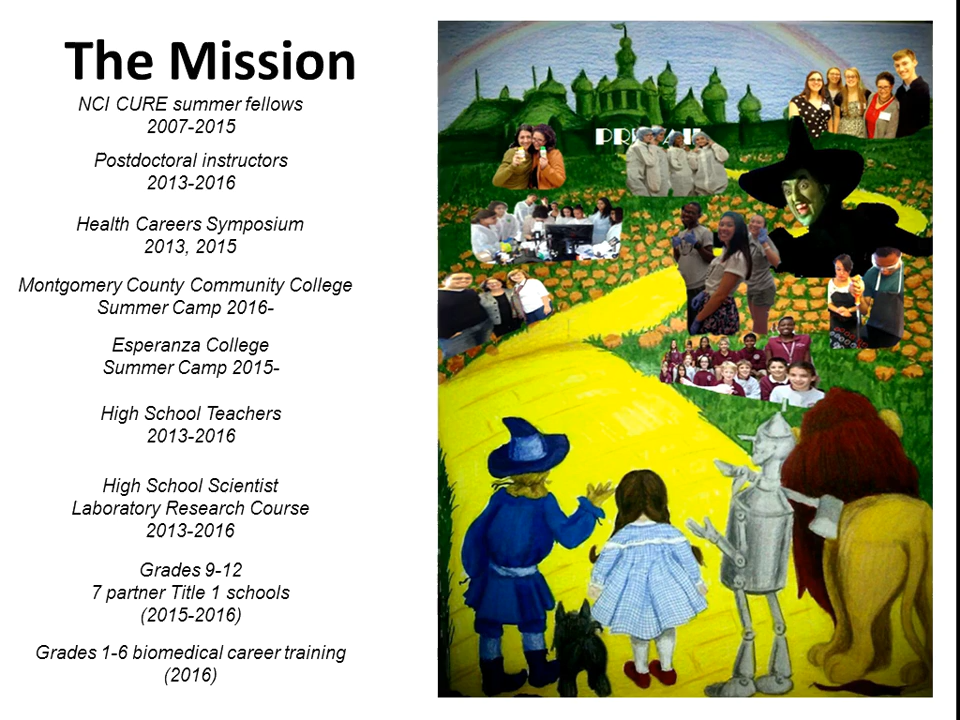 The Mission
NCI CURE summer fellows
2007-2015
Postdoctoral instructors
2013-2016
Health Careers Symposium
2013, 2015
Montgomery County Community College
Summer Camp 2016-
Esperanza College
Summer Camp 2015-
High School Teachers
2013-2016
High School Scientist
Laboratory Research Course
2013-2016
Grades 9-12
7 partner Title 1 schools
(2015-2016)
Grades 1-6 biomedical career training
(2016)